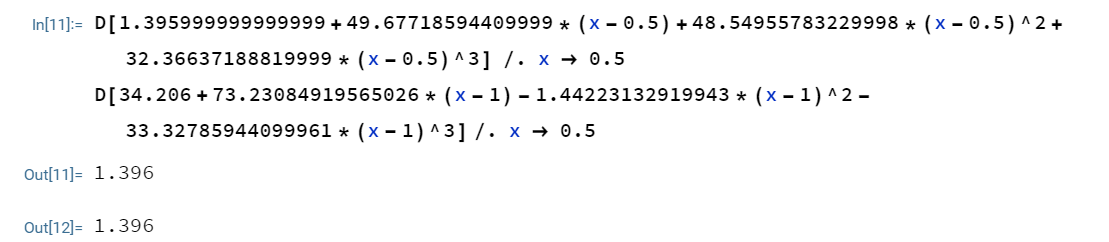 In[11]:= D[1.395999999999999 + 49.67718594409999 * (x - 0.5) + 48.54955783229998 * (x - 0.5) ^ 2 +
32.36637188819999 * (x - 0.5) ^ 3] /. x → 0.5
D[34.206 + 73.23084919565026 * (x - 1) - 1.44223132919943 * (x - 1) ^ 2 -
33.32785944099961 * (x - 1) ^ 3] /. x → 0.5
Out[11]= 1.396
Out[12]= 1.396